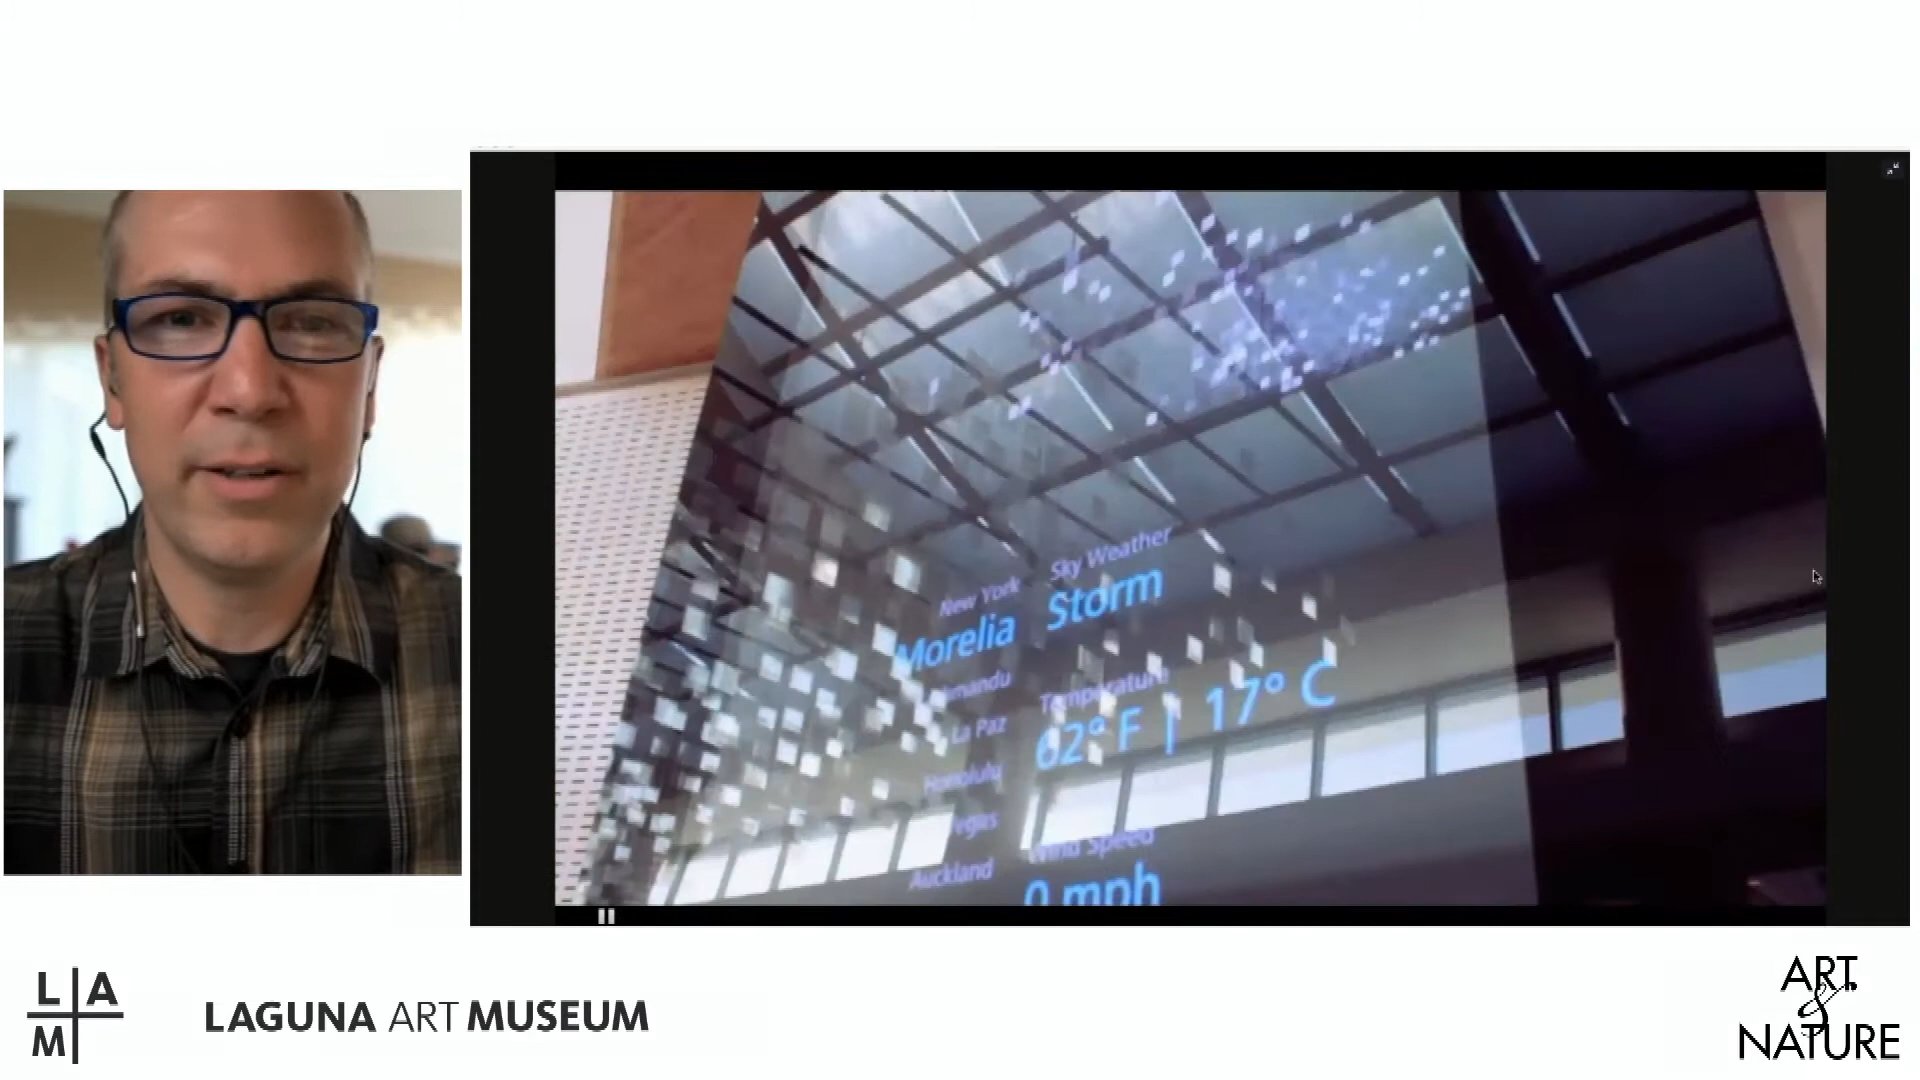 Sky Weather
New York
Storm
Morelia
Temperature
La Paz
62° F | 17° C
Honolulu
Wind Speed
Auckland
0 mph
L A
M
LAGUNA ART MUSEUM
ART
&
NATURE